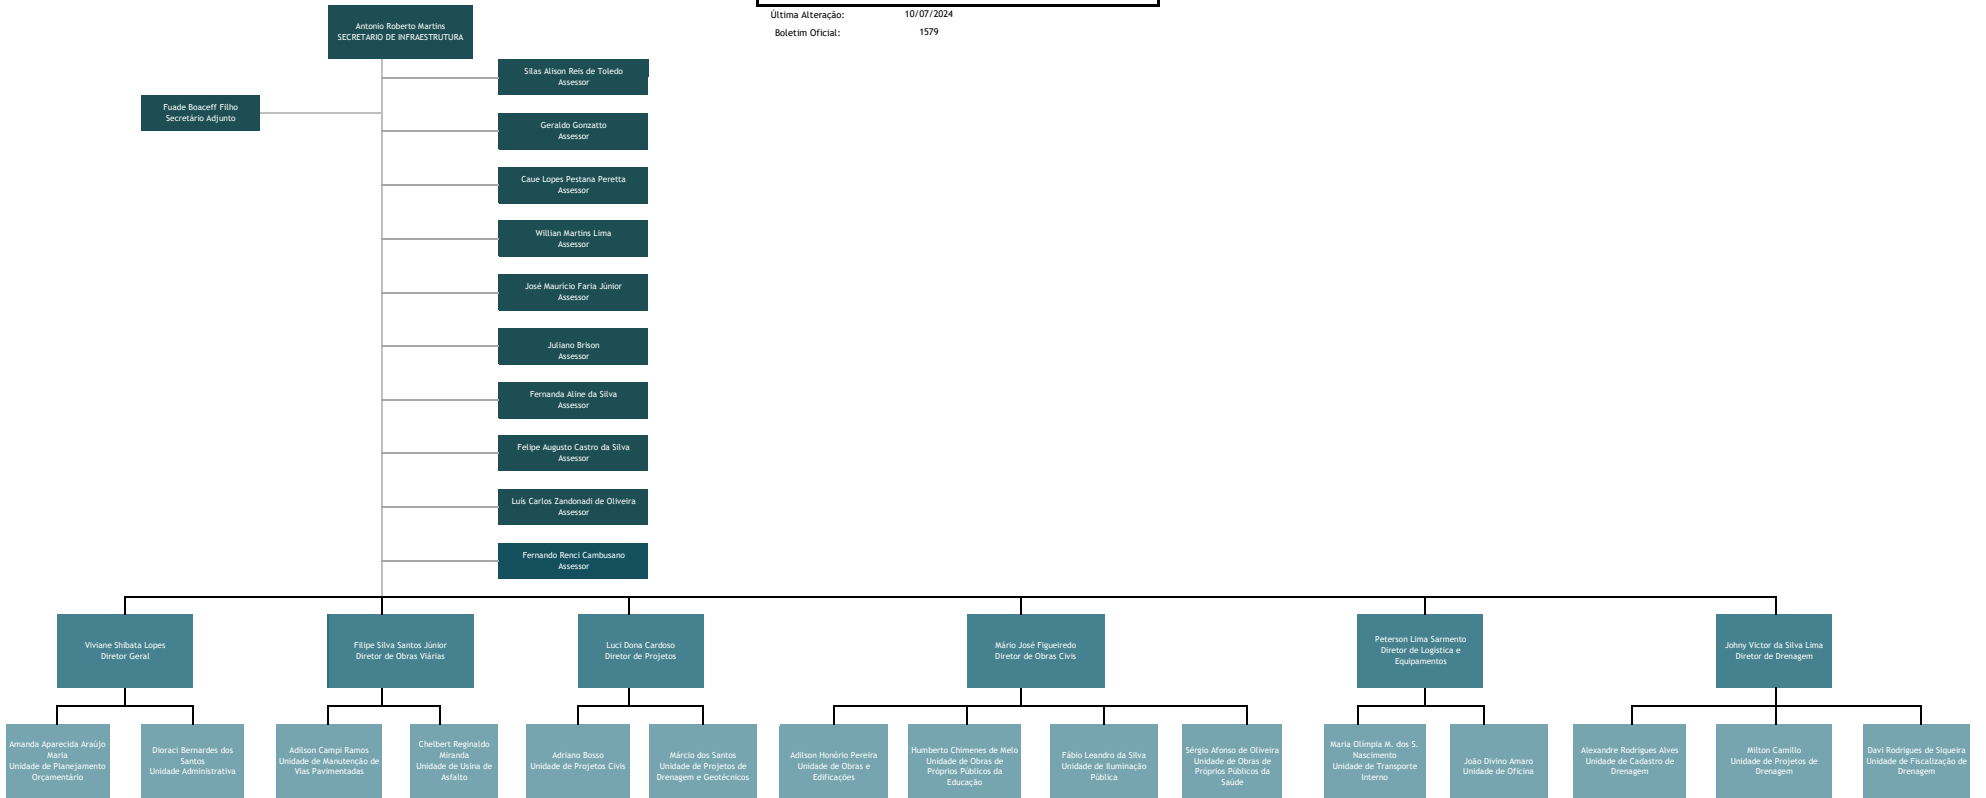 Antonio Roberto Martins
SECRETARIO DE INFRAESTRUTURA
Última Alteração: 10/07/2024
Boletim Oficial: 1579
Silas Alison Reis de Toledo
Assessor
Fuade Boaceff Filho
Secretário Adjunto
Geraldo Gonzatto
Assessor
Caue Lopes Pestana Peretta
Assessor
Willian Martins Lima
Assessor
José Maurício Faria Júnior
Assessor
Juliano Brison
Assessor
Fernanda Aline da Silva
Assessor
Felipe Augusto Castro da Silva
Assessor
Luís Carlos Zandonadi de Oliveira
Assessor
Fernando Renci Cambusano
Assessor
Viviane Shibata Lopes
Diretor Geral
Filipe Silva Santos Júnior
Diretor de Obras Viárias
Luci Dona Cardoso
Diretor de Projetos
Mário José Figueiredo
Diretor de Obras Civis
Peterson Lima Sarmento
Diretor de Logística e
Equipamentos
Johny Victor da Silva Lima
Diretor de Drenagem
Amanda Aparecida Araújo
Maria
Unidade de Planejamento
Orçamentário
Dioraci Bernardes dos
Santos
Unidade Administrativa
Adilson Campi Ramos
Unidade de Manutenção de
Vias Pavimentadas
Chelbert Reginaldo
Miranda
Unidade de Usina de
Asfalto
Adriano Bosso
Unidade de Projetos Civis
Márcio dos Santos
Unidade de Projetos de
Drenagem e Geotécnicos
Adilson Honório Pereira
Unidade de Obras e
Edificações
Humberto Chimenes de Melo
Unidade de Obras de
Próprios Públicos da
Educação
Fábio Leandro da Silva
Unidade de Iluminação
Pública
Sérgio Afonso de Oliveira
Unidade de Obras de
Próprios Públicos da
Saúde
Maria Olímpia M. dos S.
Nascimento
Unidade de Transporte
Interno
João Divino Amaro
Unidade de Oficina
Alexandre Rodrigues Alves
Unidade de Cadastro de
Drenagem
Milton Camillo
Unidade de Projetos de
Drenagem
Davi Rodrigues de Siqueira
Unidade de Fiscalização de
Drenagem